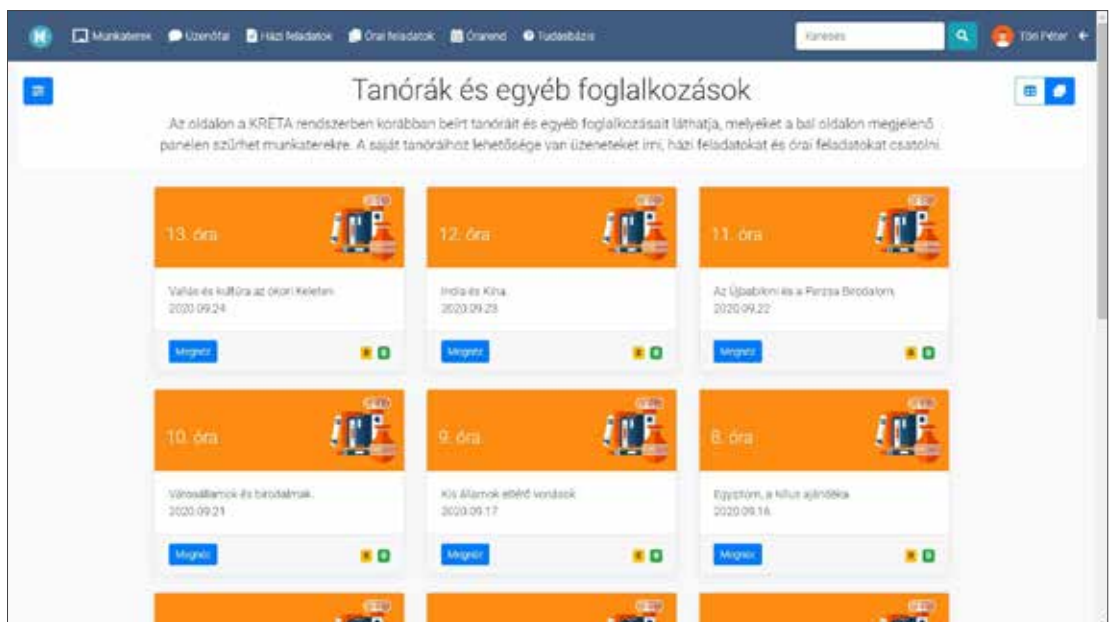 Munkaterek Üzenőfal Házi feladatok Órai feladatok Órarend Tudásbázis Keresés Töri Péter
Tanórák és egyéb foglalkozások
Az oldalon a KRÉTA rendszerben korábban beírt tanóráit és egyéb foglalkozásait láthatja, melyeket a bal oldalon megjelenő
panelen szűrhet munkaterekre. A saját tanóráihoz lehetősége van üzeneteket írni, házi feladatokat és órai feladatokat csatolni.
13. óra
Vallás és kultúra az ókori Keleten
2020.09.24
Megnéz
12. óra
India és Kína
2020.09.23
Megnéz
11. óra
Az Újbabiloni és a Perzsa Birodalom
2020.09.22
Megnéz
10. óra
Városállamok és birodalmak
2020.09.21
Megnéz
9. óra
Kis államok eltérő vonások
2020.09.17
Megnéz
8. óra
Egyiptom, a Nílus ajándéka
2020.09.16
Megnéz